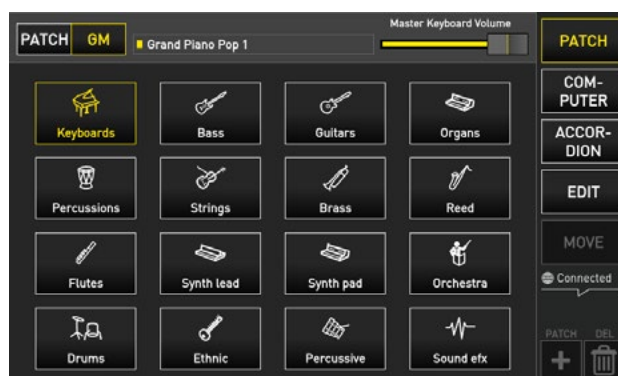 Master Keyboard Volume
PATCH GM
Grand Piano Pop 1
PATCH
COM-
PUTER
ACCOR-
DION
EDIT
MOVE
Connected
PATCH DEL
Keyboards Bass Guitars Organs
Percussions Strings Brass Reed
Flutes Synth lead Synth pad Orchestra
Drums Ethnic Percussive Sound efx